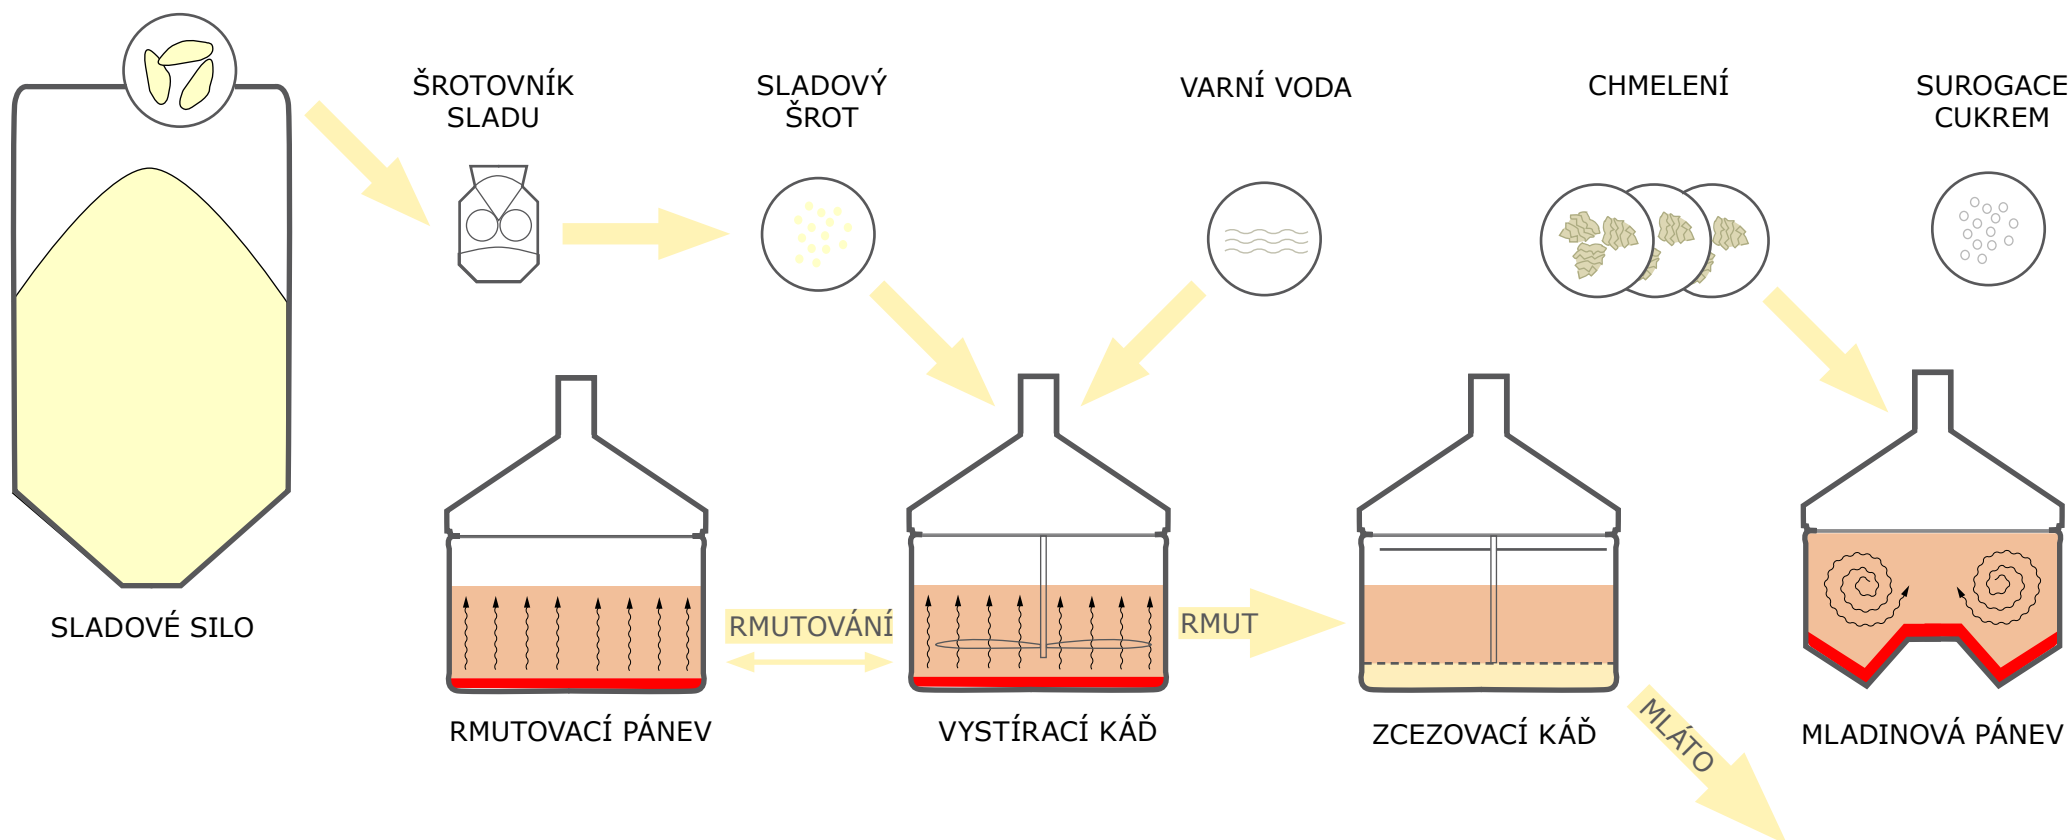 ŠROTOVNÍK
SLADU
SLADOVÝ
ŠROT
VARNÍ VODA
CHMELENÍ
SUROGACE
CUKREM
SLADOVÉ SILO
RMUTOVÁNÍ
RMUT
RMUTOVACÍ PÁNEV
VYSTÍRACÍ KÁĎ
ZCEZOVACÍ KÁĎ
MLÁTO
MLADINOVÁ PÁNEV